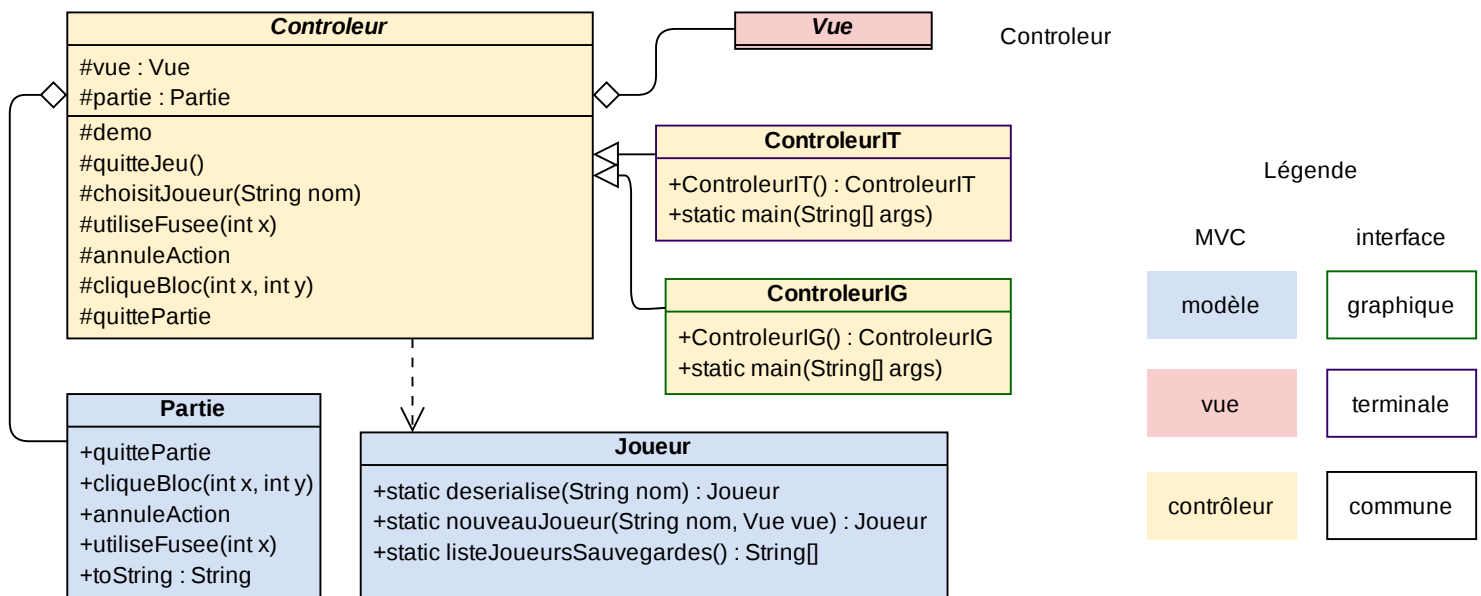 Controleur
#vue : Vue
#partie : Partie
#demo
#quitteJeu()
#choisitJoueur(String nom)
#utiliseFusee(int x)
#annuleAction
#cliqueBloc(int x, int y)
#quittePartie
Vue
Controleur
ControleurIT
+ControleurIT() : ControleurIT
+static main(String[] args)
ControleurIG
+ControleurIG() : ControleurIG
+static main(String[] args)
Partie
+quittePartie
+cliqueBloc(int x, int y)
+annuleAction
+utiliseFusee(int x)
+toString : String
Joueur
+static deserialise(String nom) : Joueur
+static nouveauJoueur(String nom, Vue vue) : Joueur
+static listeJoueursSauvegardes() : String[]
Légende
MVC interface
modèle graphique
vue terminale
contrôleur commune